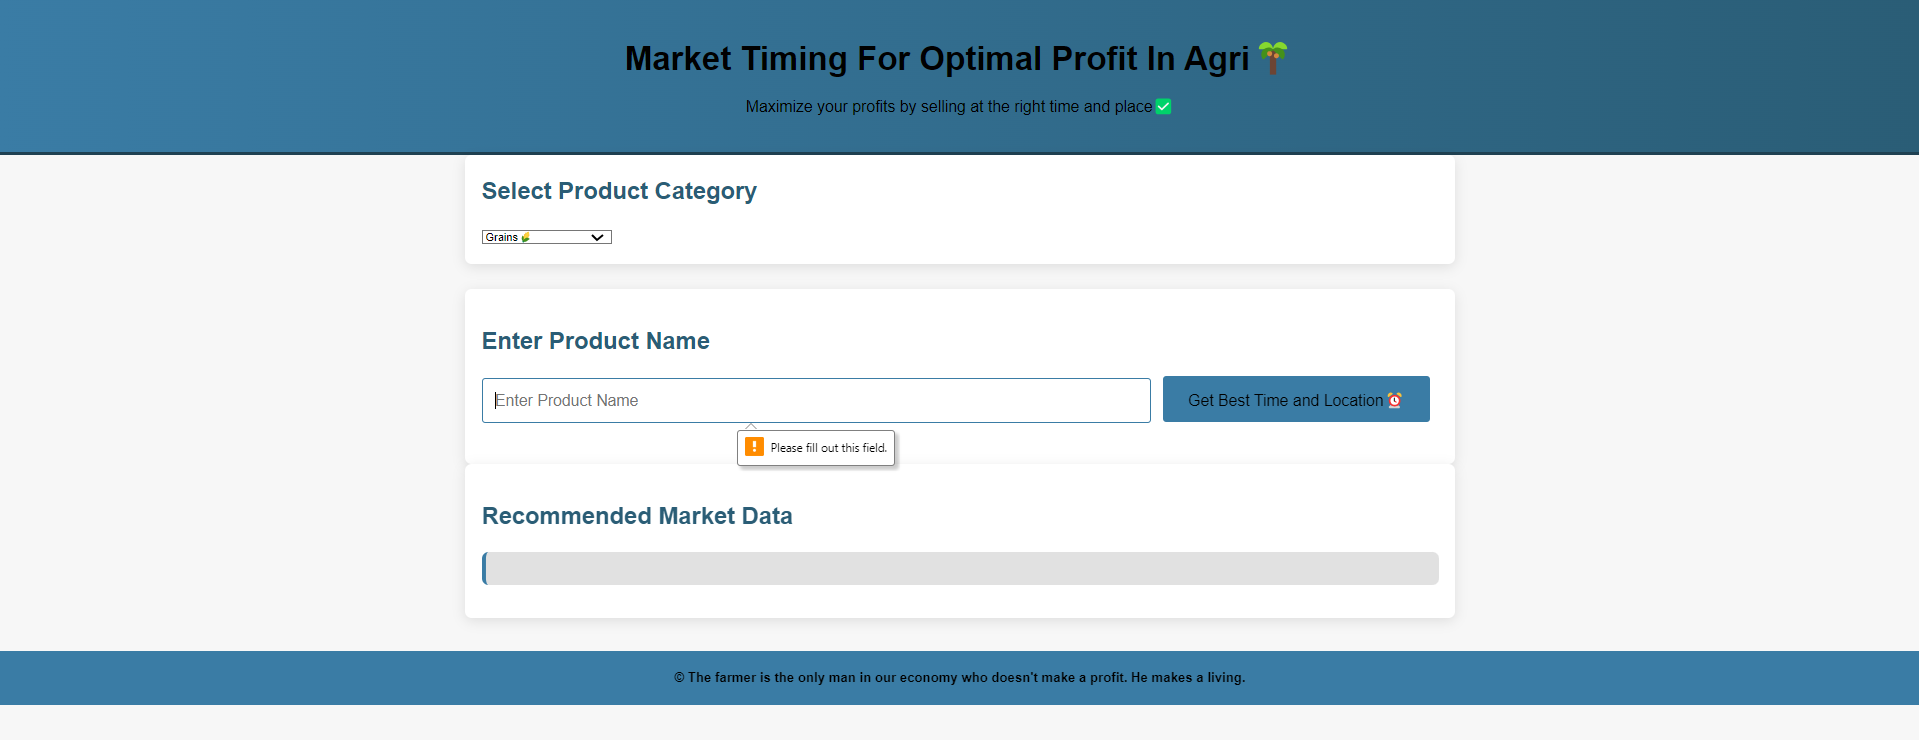 Market Timing For Optimal Profit In Agri🌴
Maximize your profits by selling at the right time and place✅
Select Product Category
Grains🌽
Enter Product Name
Enter Product Name
Get Best Time and Location⏰
Please fill out this field.
Recommended Market Data
© The farmer is the only man in our economy who doesn't make a profit. He makes a living.